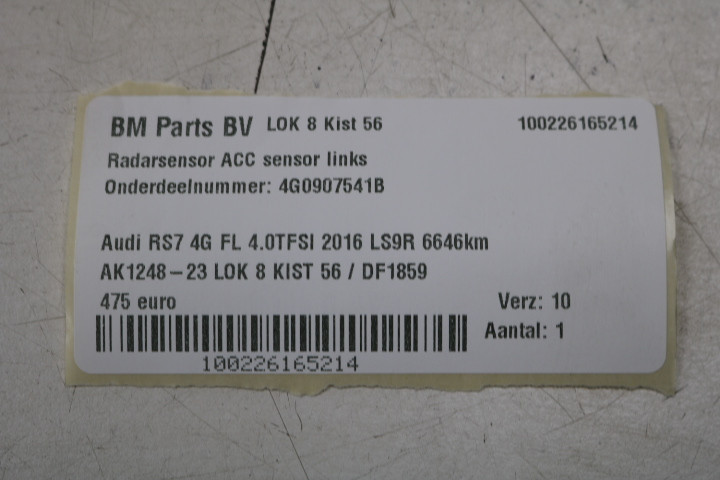 BM Parts BV LOK 8 Kist 56 100226165214
Radarsensor ACC sensor links
Onderdeelnummer: 4G0907541B
Audi RS7 4G FL 4.0TFSI 2016 LS9R 6646km
AK1248-23 LOK 8 KIST 56 / DF1859
475 euro Verz: 10
Aantal: 1
100226165214